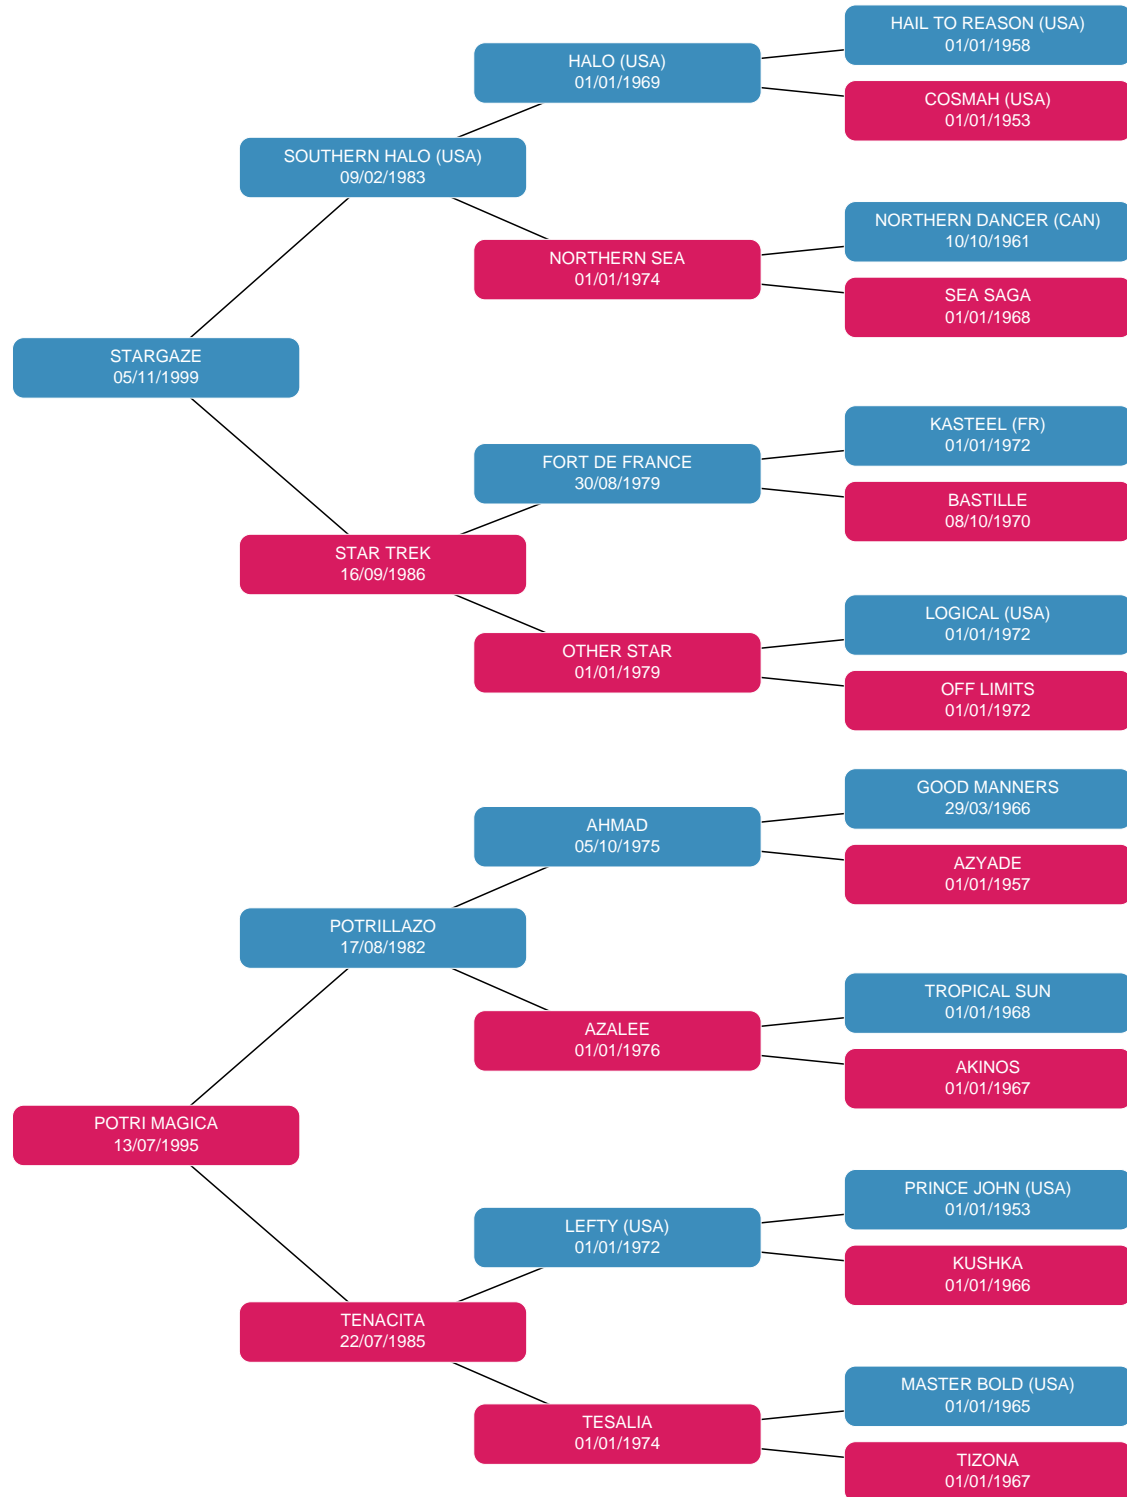 HAIL TO REASON (USA)
01/01/1958
HALO (USA)
01/01/1969
COSMAH (USA)
01/01/1953
SOUTHERN HALO (USA)
09/02/1983
NORTHERN DANCER (CAN)
10/10/1961
NORTHERN SEA
01/01/1974
SEA SAGA
01/01/1968
STARGAZE
05/11/1999
KASTEEL (FR)
01/01/1972
FORT DE FRANCE
30/08/1979
BASTILLE
08/10/1970
STAR TREK
16/09/1986
LOGICAL (USA)
01/01/1972
OTHER STAR
01/01/1979
OFF LIMITS
01/01/1972
GOOD MANNERS
29/03/1966
AHMAD
05/10/1975
AZYADE
01/01/1957
POTRILLAZO
17/08/1982
TROPICAL SUN
01/01/1968
AZALEE
01/01/1976
AKINOS
01/01/1967
POTRI MAGICA
13/07/1995
PRINCE JOHN (USA)
01/01/1953
LEFTY (USA)
01/01/1972
KUSHKA
01/01/1966
TENACITA
22/07/1985
MASTER BOLD (USA)
01/01/1965
TESALIA
01/01/1974
TIZONA
01/01/1967